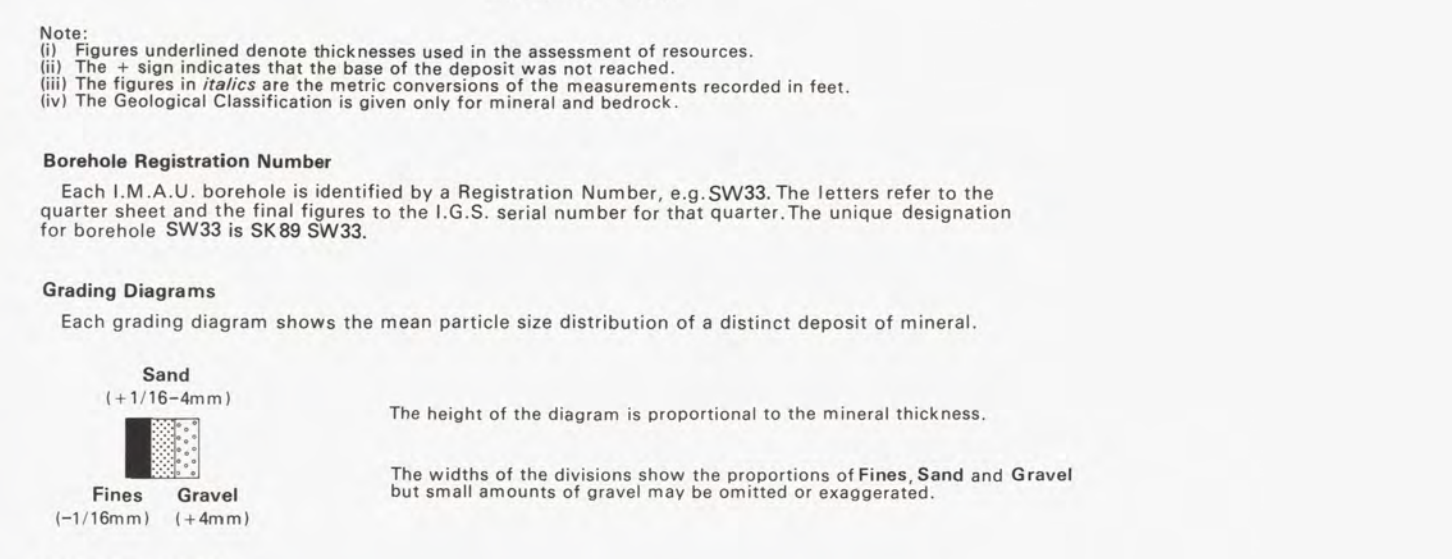 Note:
(i) Figures underlined denote thicknesses used in the assessment of resources.
(ii) The + sign indicates that the base of the deposit was not reached.
(iii) The figures in italics are the metric conversions of the measurements recorded in feet.
(iv) The Geological Classification is given only for mineral and bedrock.
Borehole Registration Number
Each I.M.A.U. borehole is identified by a Registration Number, e.g. SW33. The letters refer to the
quarter sheet and the final figures to the I.G.S. serial number for that quarter. The unique designation
for borehole SW33 is SK 89 SW33.
Grading Diagrams
Each grading diagram shows the mean particle size distribution of a distinct deposit of mineral.
Sand
(+1/16–4mm)
The height of the diagram is proportional to the mineral thickness.
The widths of the divisions show the proportions of Fines, Sand and Gravel
but small amounts of gravel may be omitted or exaggerated.
Fines Gravel
(–1/16mm) (+4mm)